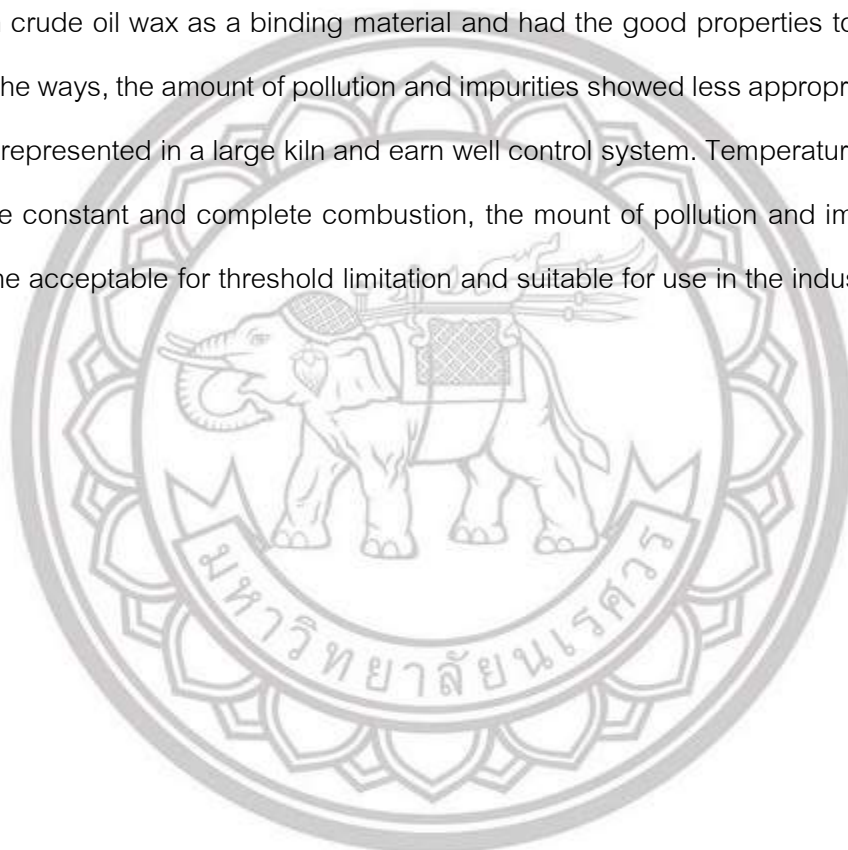 crude oil wax as a binding material and had the good properties to
he ways, the amount of pollution and impurities showed less appropr
represented in a large kiln and earn well control system. Temperatur
e constant and complete combustion, the mount of pollution and im
ne acceptable for threshold limitation and suitable for use in the indus
มหาวิทยาลัยนเรศวร